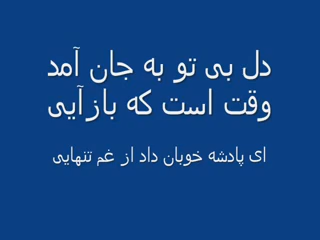 دل بی تو به جان آمد
وقت است که بازآیی
ای پادشه خوبان داد از غم تنهایی